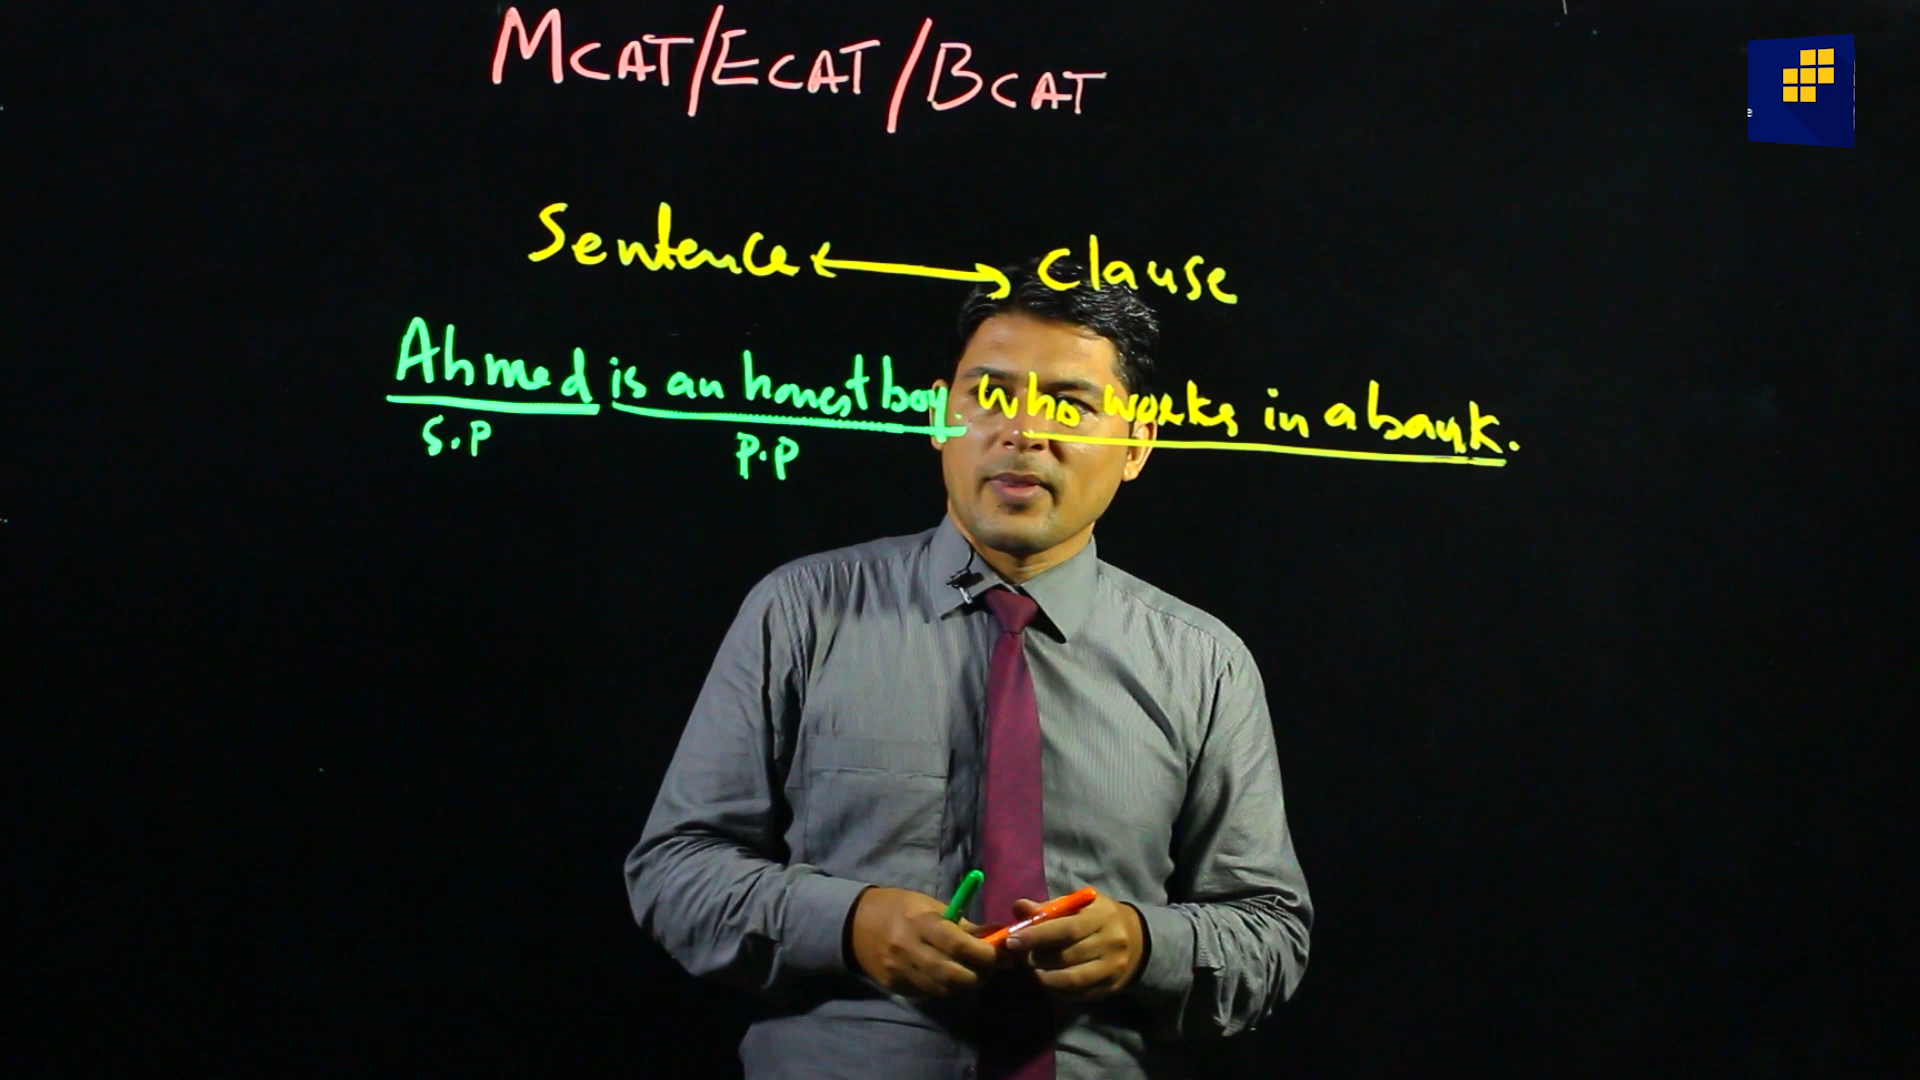 MCAT/ECAT/BCAT
Sentence ↔ Clause
Ahmed is an honest boy. who works in a bank.
S.P P.P
e